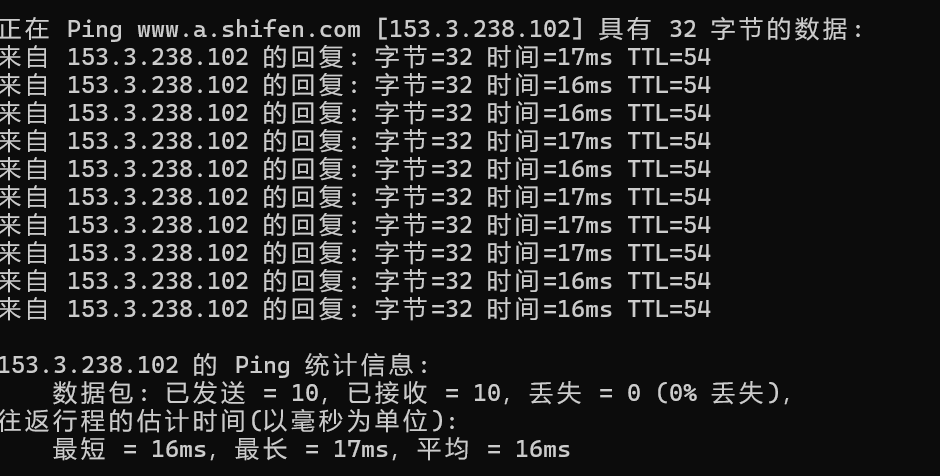 正在 Ping www.a.shifen.com [153.3.238.102] 具有 32 字节的数据:
来自 153.3.238.102 的回复: 字节=32 时间=17ms TTL=54
来自 153.3.238.102 的回复: 字节=32 时间=16ms TTL=54
来自 153.3.238.102 的回复: 字节=32 时间=16ms TTL=54
来自 153.3.238.102 的回复: 字节=32 时间=17ms TTL=54
来自 153.3.238.102 的回复: 字节=32 时间=16ms TTL=54
来自 153.3.238.102 的回复: 字节=32 时间=17ms TTL=54
来自 153.3.238.102 的回复: 字节=32 时间=17ms TTL=54
来自 153.3.238.102 的回复: 字节=32 时间=17ms TTL=54
来自 153.3.238.102 的回复: 字节=32 时间=16ms TTL=54
来自 153.3.238.102 的回复: 字节=32 时间=16ms TTL=54
153.3.238.102 的 Ping 统计信息:
数据包: 已发送 = 10, 已接收 = 10, 丢失 = 0 (0% 丢失),
往返行程的估计时间(以毫秒为单位):
最短 = 16ms, 最长 = 17ms, 平均 = 16ms